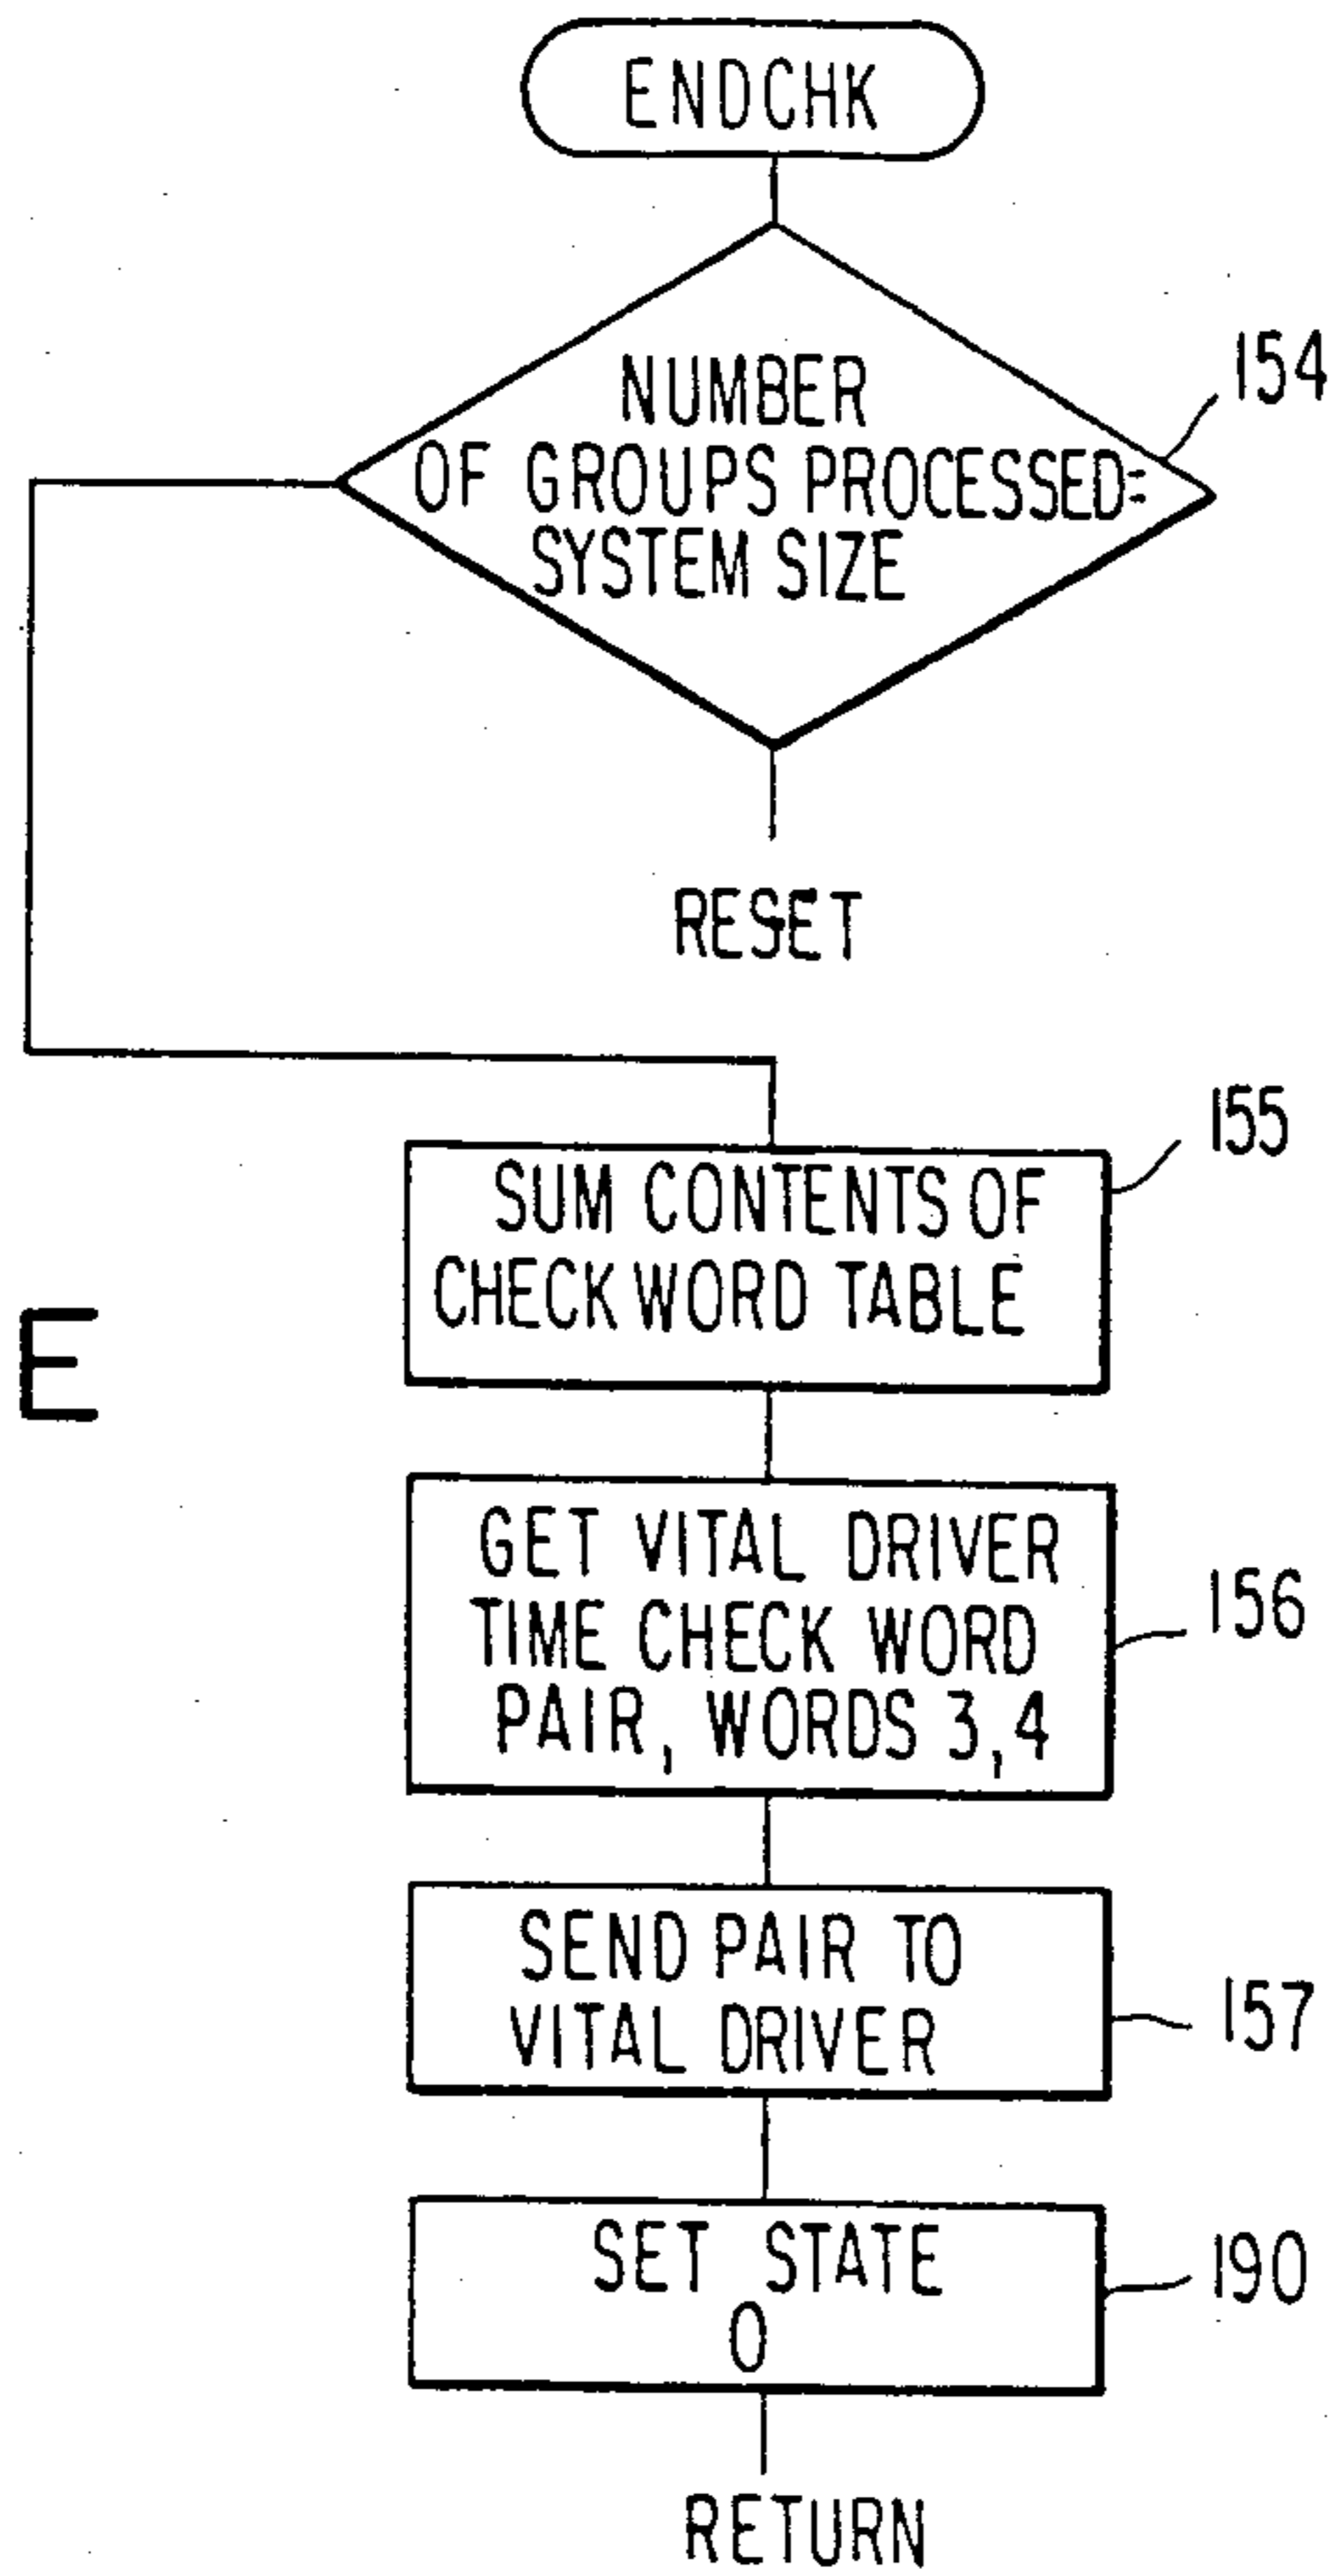 ENDCHK
NUMBER
OF GROUPS PROCESSED=
SYSTEM SIZE
154
RESET
155
SUM CONTENTS OF
CHECK WORD TABLE
E
GET VITAL DRIVER
TIME CHECK WORD
PAIR, WORDS 3,4
156
SEND PAIR TO
VITAL DRIVER
157
SET STATE
0
190
RETURN